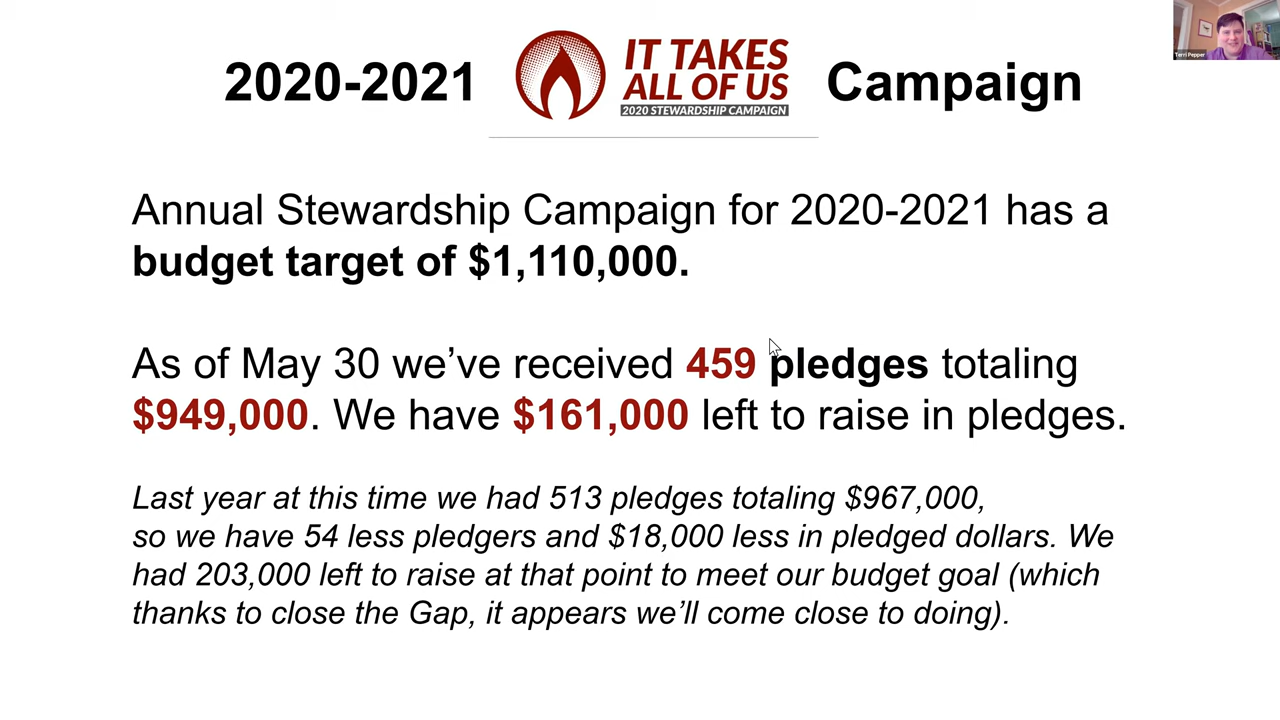 2020-2021
IT TAKES
ALL OF US
2020 STEWARDSHIP CAMPAIGN
Campaign
Terri Pepper
Annual Stewardship Campaign for 2020-2021 has a
budget target of $1,110,000.
As of May 30 we’ve received 459 pledges totaling
$949,000. We have $161,000 left to raise in pledges.
Last year at this time we had 513 pledges totaling $967,000,
so we have 54 less pledgers and $18,000 less in pledged dollars. We
had 203,000 left to raise at that point to meet our budget goal (which
thanks to close the Gap, it appears we’ll come close to doing).